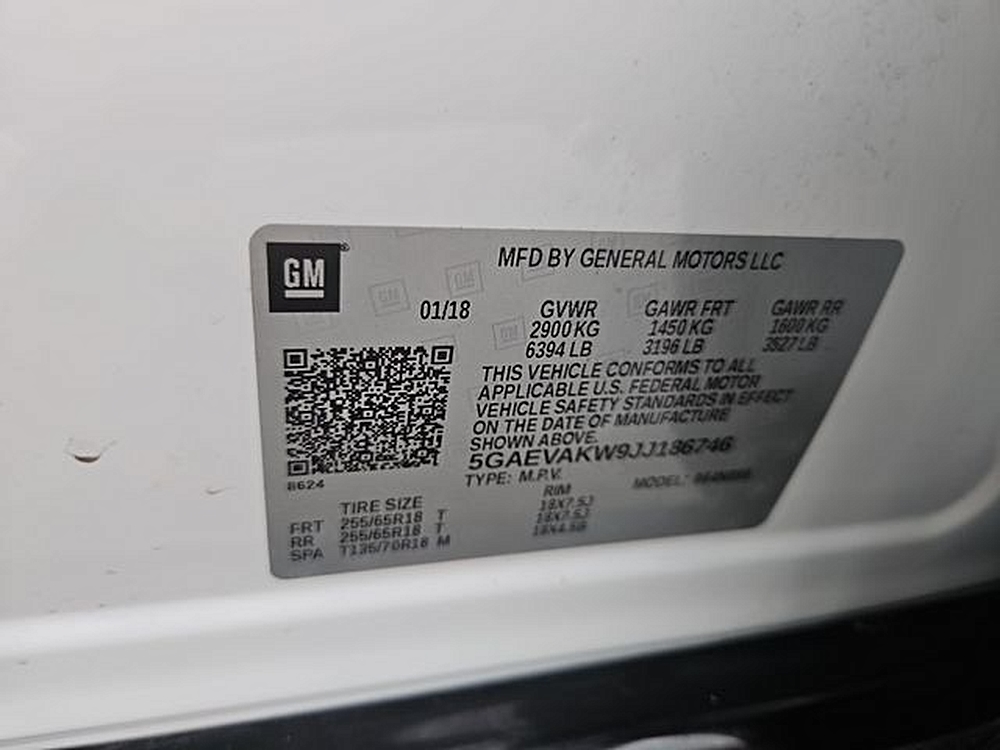 GM
MFD BY GENERAL MOTORS LLC
01/18 GVWR GAWR FRT GAWR RR
2900 KG 1450 KG 1600 KG
6394 LB 3196 LB 3527 LB
THIS VEHICLE CONFORMS TO ALL
APPLICABLE U.S. FEDERAL MOTOR
VEHICLE SAFETY STANDARDS IN EFFECT
ON THE DATE OF MANUFACTURE
SHOWN ABOVE.
5GAEVAKW9JJ186746
8624
TYPE: M.P.V. MODEL:
TIRE SIZE RIM
FRT 255/65R18 T 18X7.5J
RR 255/65R18 T 18X7.5J
SPA T135/70R18 M 18X4.5B